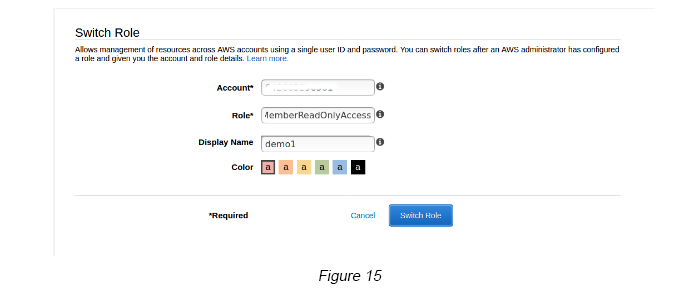 Switch Role
Allows management of resources across AWS accounts using a single user ID and password. You can switch roles after an AWS administrator has configured
a role and given you the account and role details. Learn more.
Account*
Role* MemberReadOnlyAccess
Display Name demo1
Color a a a a a a
*Required Cancel Switch Role
Figure 15